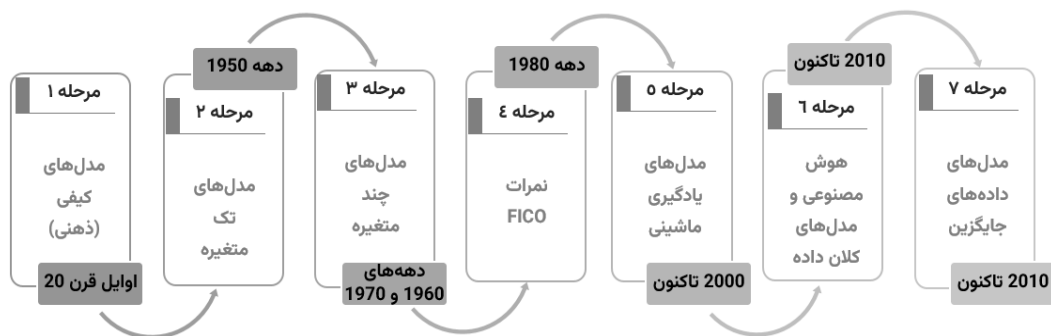 مرحله ۱
مدل‌های
کیفی
(ذهنی)
اوایل قرن 20
دهه 1950
مرحله ۲
مدل‌های
تک
متغیره
مرحله ۳
مدل‌های
چند
متغیره
دهه‌های
1960 و 1970
دهه 1980
مرحله ٤
نمرات
FICO
مرحله ٥
مدل‌های
یادگیری
ماشینی
2000 تاکنون
2010 تاکنون
مرحله ٦
هوش
مصنوعی و
مدل‌های
کلان داده
مرحله ۷
مدل‌های
داده‌های
جایگزین
2010 تاکنون